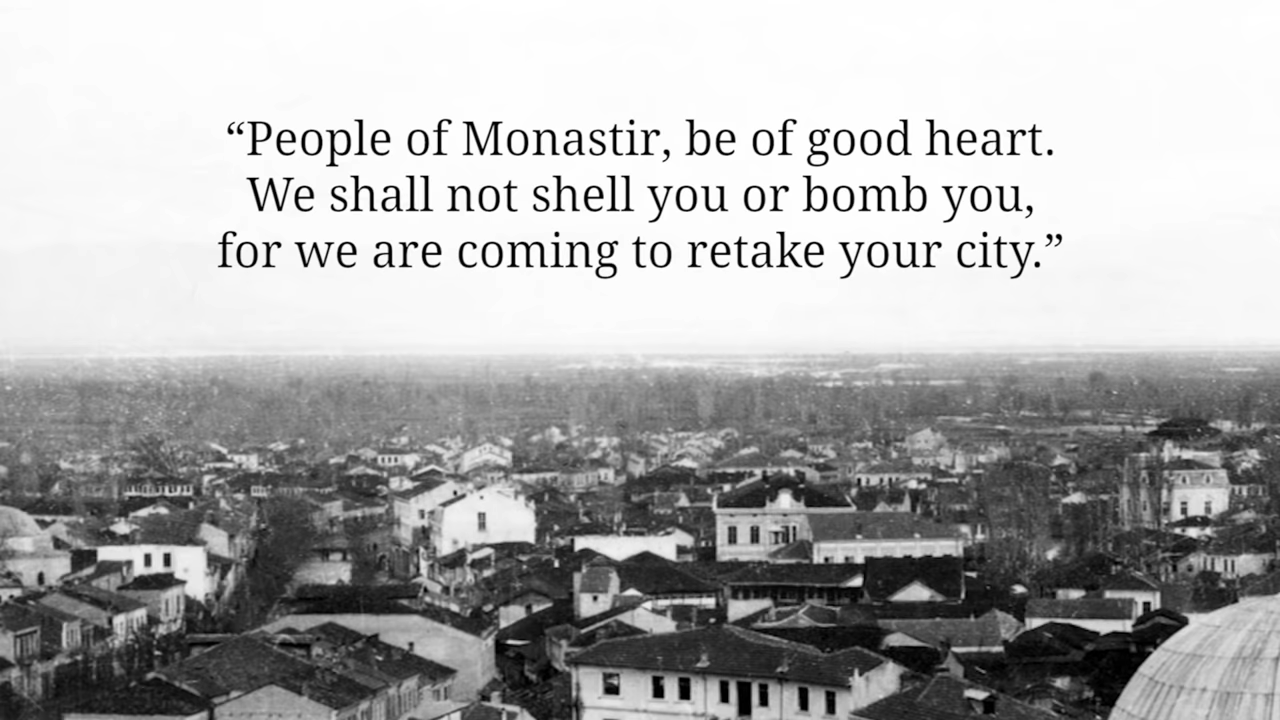 “People of Monastir, be of good heart.
We shall not shell you or bomb you,
for we are coming to retake your city.”